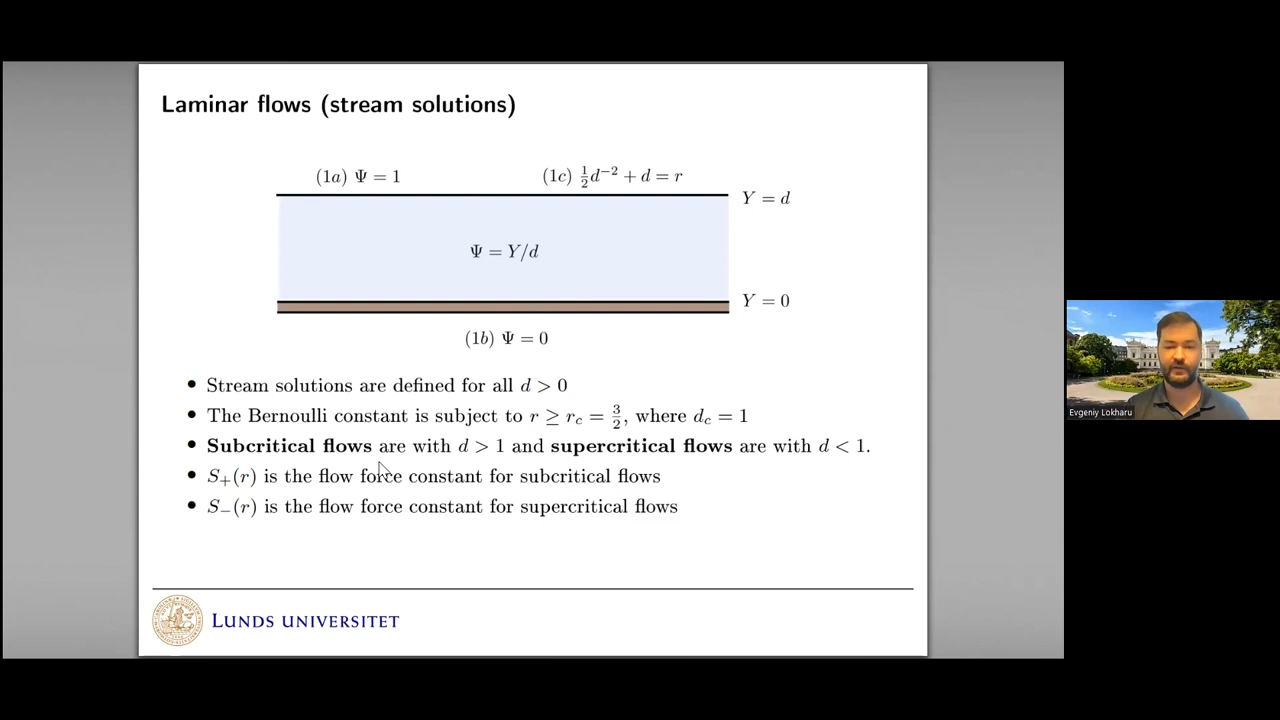 Laminar flows (stream solutions)
(1a) Ψ = 1
(1c) ½d⁻² + d = r
Y = d
Ψ = Y/d
Y = 0
(1b) Ψ = 0
• Stream solutions are defined for all d > 0
• The Bernoulli constant is subject to r ≥ r_c = 3/2, where d_c = 1
• Subcritical flows are with d > 1 and supercritical flows are with d < 1.
• S₊(r) is the flow force constant for subcritical flows
• S₋(r) is the flow force constant for supercritical flows
LUNDS UNIVERSITET
Evgeniy Lokharu